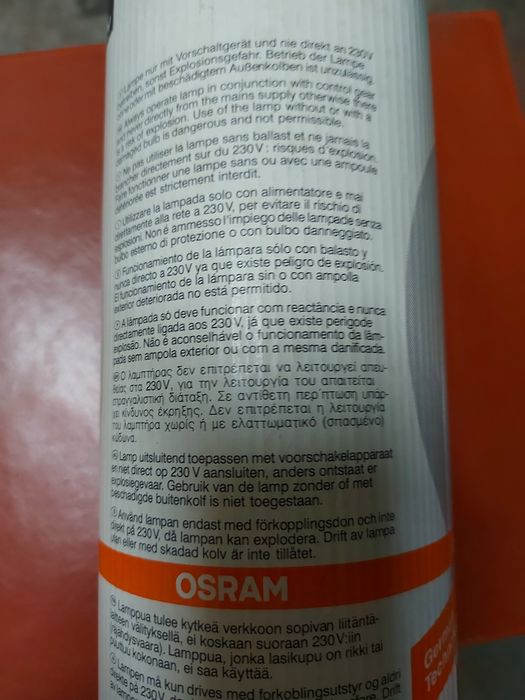 Lampe nur mit Vorschaltgerät und nie direkt an 230V
sonst Explosionsgefahr. Betrieb der Lampe
mit beschädigtem Außenkolben ist unzulässig.
Always operate lamp in conjunction with control gear
and never directly from the mains supply otherwise there
is a risk of explosion. Use of the lamp without or with a
damaged bulb is dangerous and not permissible.
Ne pas utiliser la lampe sans ballast et ne jamais la
brancher directement sur du 230V: risques d'explosion.
Faire fonctionner une lampe sans ou avec une ampoule
détériorée est strictement interdit.
Utilizzare la lampada solo con alimentatore e mai
direttamente alla rete a 230V, per evitare il rischio di
esplosioni. Non è ammesso l'impiego delle lampade senza
bulbo esterno di protezione o con bulbo danneggiato.
Funcionamiento de la lámpara sólo con balasto y
nunca directo a 230V ya que existe peligro de explosión.
El funcionamiento de la lámpara sin o con ampolla
exterior deteriorada no está permitido.
A lâmpada só deve funcionar com reactância e nunca
directamente ligada aos 230V, já que existe perigo de
explosão. Não é aconselhável o funcionamento da lâm-
pada sem ampola exterior ou com a mesma danificada.
Ο λαμπτήρας δεν επιτρέπεται να λειτουργεί απευ-
θείας στα 230V, για την λειτουργία του απαιτείται
στραγγαλιστική διάταξη. Σε αντίθετη περίπτωση υπάρ-
χει κίνδυνος έκρηξης. Δεν επιτρέπεται η λειτουργία
του λαμπτήρα χωρίς ή με ελαττωματικό (σπασμένο)
κώδωνα.
Lamp uitsluitend toepassen met voorschakelapparaat
en niet direct op 230V aansluiten, anders ontstaat er
explosiegevaar. Gebruik van de lamp zonder of met
beschadigde buitenkolf is niet toegestaan.
Använd lampan endast med förkopplingsdon och inte
direkt på 230V, då lampan kan explodera. Drift av lampa
utan eller med skadad kolv är inte tillåtet.
OSRAM
Lamppua tulee kytkeä verkkoon sopivan liitäntä-
laitteen välityksellä, ei koskaan suoraan 230V:iin
(räjähdysvaara). Lamppua, jonka lasikupu on rikki tai
puuttuu kokonaan, ei saa käyttää.
Lampen må kun drives med forkoblingsutstyr og aldri
direkte på 230V